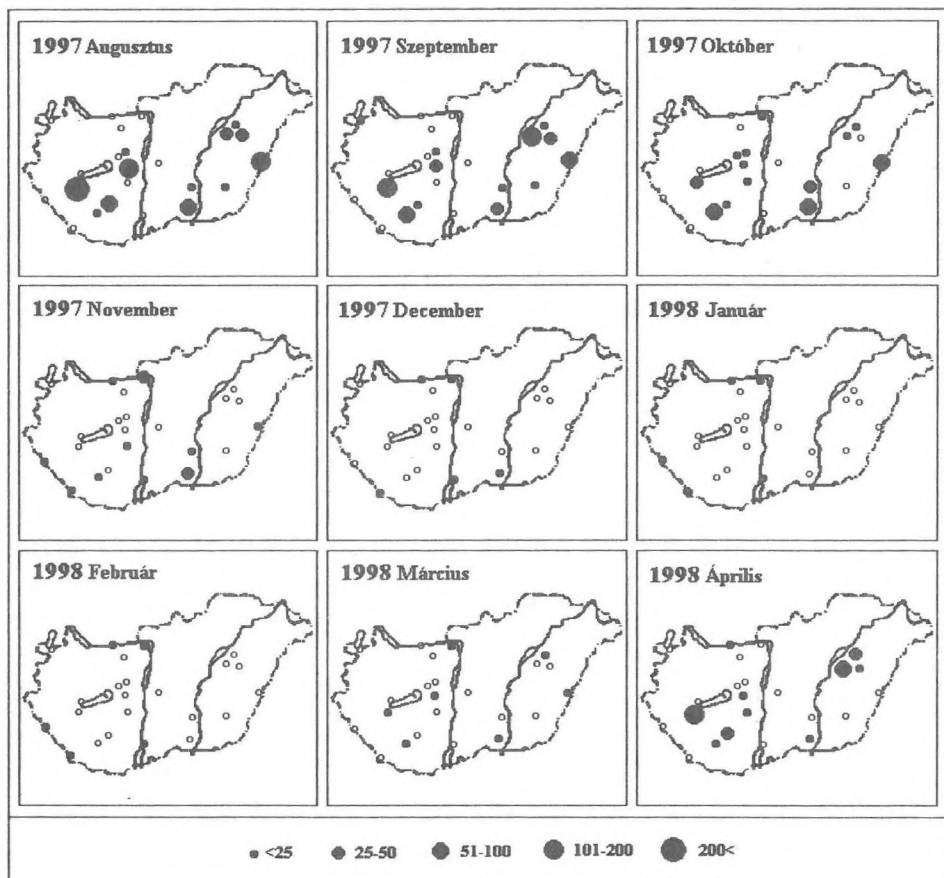 1997 Augusztus
1997 Szeptember
1997 Október
1997 November
1997 December
1998 Január
1998 Február
1998 Március
1998 Április
<25 25-50 51-100 101-200 200<